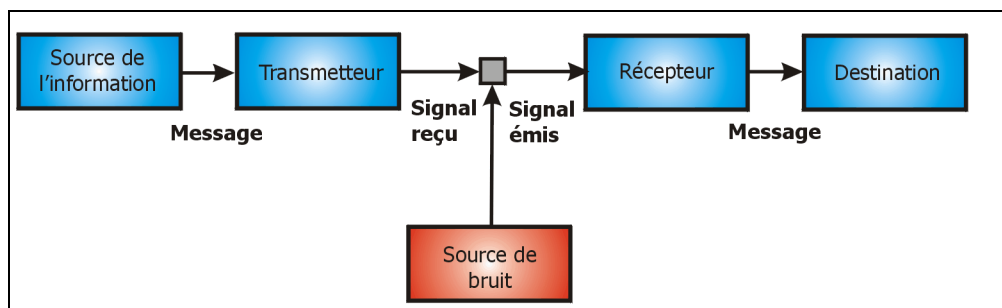 Source de
l'information
Transmetteur
Récepteur
Destination
Message
Signal
reçu
Signal
émis
Message
Source de
bruit